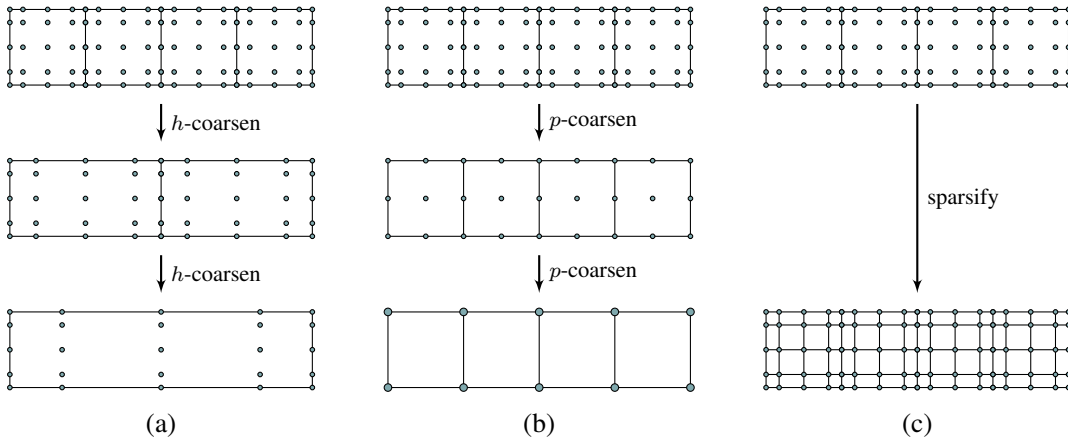 h-coarsen
p-coarsen
sparsify
h-coarsen
p-coarsen
(a)
(b)
(c)